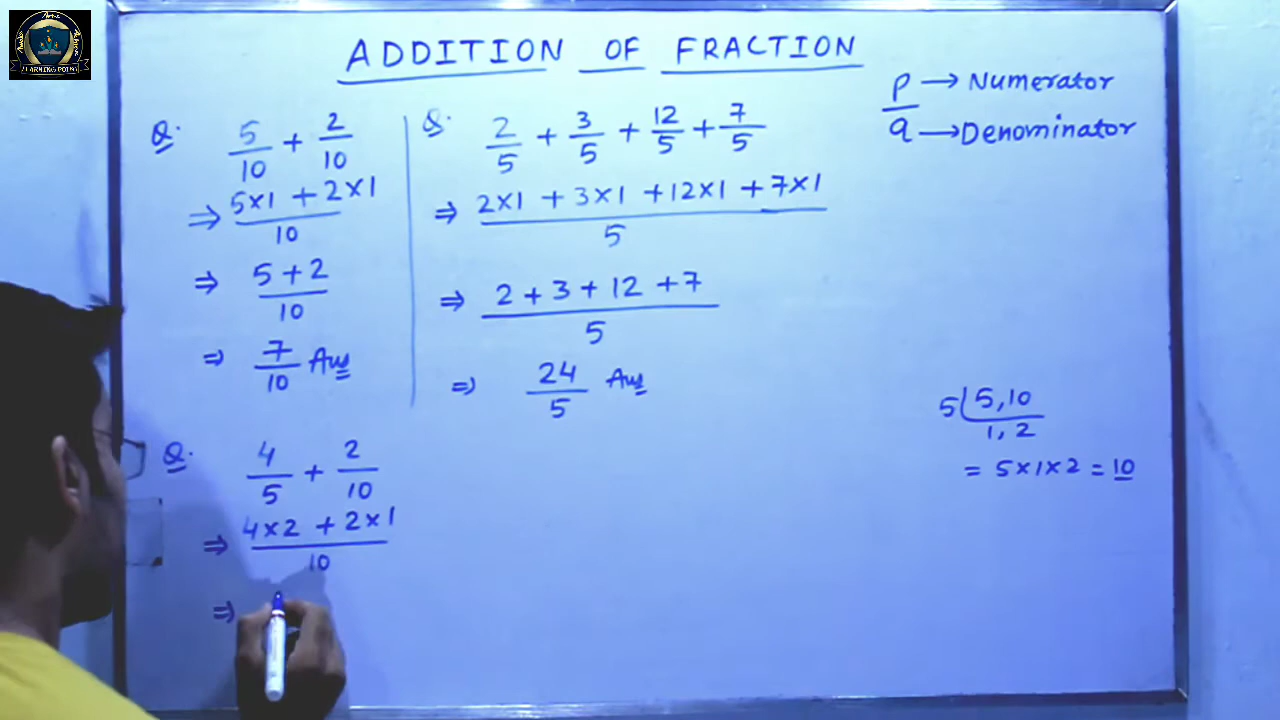 LEARNING POINT
ADDITION OF FRACTION
p/q → Numerator
→ Denominator
Q. 5/10 + 2/10
⇒ (5×1 + 2×1)/10
⇒ (5+2)/10
⇒ 7/10 Ans
Q. 2/5 + 3/5 + 12/5 + 7/5
⇒ (2×1 + 3×1 + 12×1 + 7×1)/5
⇒ (2+3+12+7)/5
⇒ 24/5 Ans
Q. 4/5 + 2/10
⇒ (4×2 + 2×1)/10
⇒
5 | 5, 10
1, 2
= 5×1×2 = 10